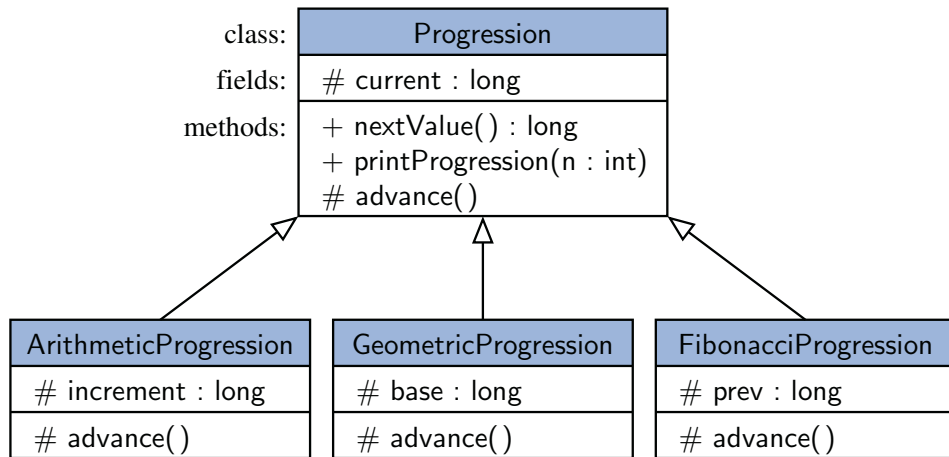 class: Progression
fields: # current : long
methods: + nextValue() : long
+ printProgression(n : int)
# advance()
ArithmeticProgression
# increment : long
# advance()
GeometricProgression
# base : long
# advance()
FibonacciProgression
# prev : long
# advance()